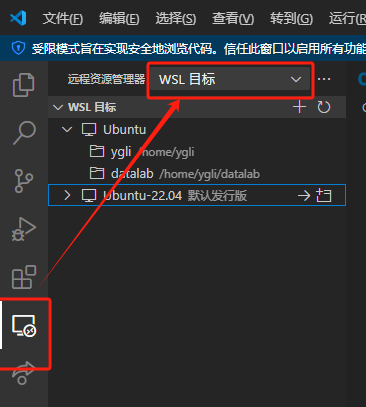 文件(F) 编辑(E) 选择(S) 查看(V) 转到(G) 运行(R
受限模式旨在实现安全地浏览代码。信任此窗口以启用所有功能
远程资源管理器 WSL 目标 ···
WSL 目标
Ubuntu
ygli /home/ygli
datalab /home/ygli/datalab
Ubuntu-22.04 默认发行版